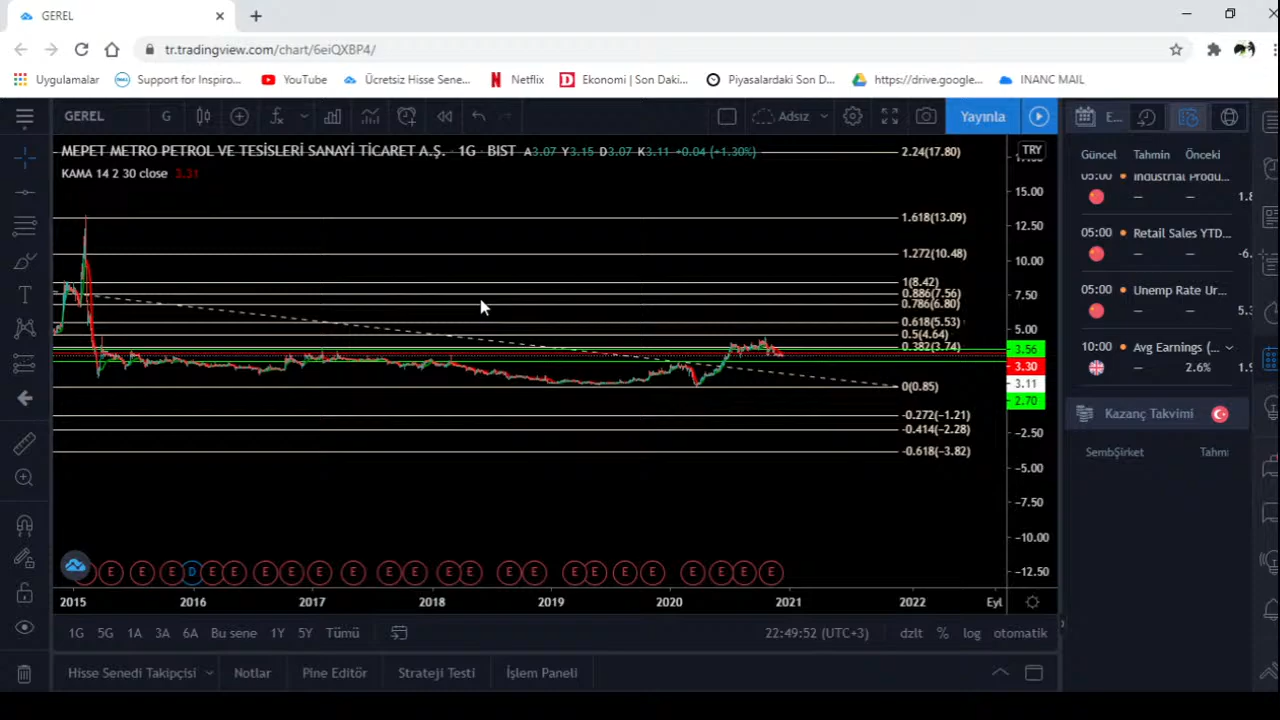 GEREL
tr.tradingview.com/chart/6eiQXBP4/
Uygulamalar Support for Inspiro... YouTube Ücretsiz Hisse Sene... Netflix Ekonomi | Son Daki... Piyasalardaki Son D... https://drive.google... INANC MAIL
GEREL G Adsız Yayınla E...
MEPET METRO PETROL VE TESİSLERİ SANAYİ TİCARET A.Ş. · 1G · BIST A3.07 Y3.15 D3.07 K3.11 +0.04 (+1.30%)
KAMA 14 2 30 close 3.31
2.24(17.80)
1.618(13.09)
1.272(10.48)
1(8.42)
0.886(7.56)
0.786(6.80)
0.618(5.53)
0.5(4.64)
0.382(3.74)
0(0.85)
-0.272(-1.21)
-0.414(-2.28)
-0.618(-3.82)
TRY
15.00
12.50
10.00
7.50
5.00
3.56
3.30
3.11
2.70
-2.50
-5.00
-7.50
-10.00
-12.50
Güncel Tahmin Önceki
05:00 Industrial Produ...
— — 1.8
05:00 Retail Sales YTD...
— — -6.
05:00 Unemp Rate Ur...
— — 5.3
10:00 Avg Earnings (...
— 2.6% 1.9
Kazanç Takvimi
SembŞirket Tahmi
E E E D E E E E E E E E E E E E E E E E E E E
2015 2016 2017 2018 2019 2020 2021 2022 Eyl
1G 5G 1A 3A 6A Bu sene 1Y 5Y Tümü 22:49:52 (UTC+3) dzlt % log otomatik
Hisse Senedi Takipçisi Notlar Pine Editör Strateji Testi İşlem Paneli